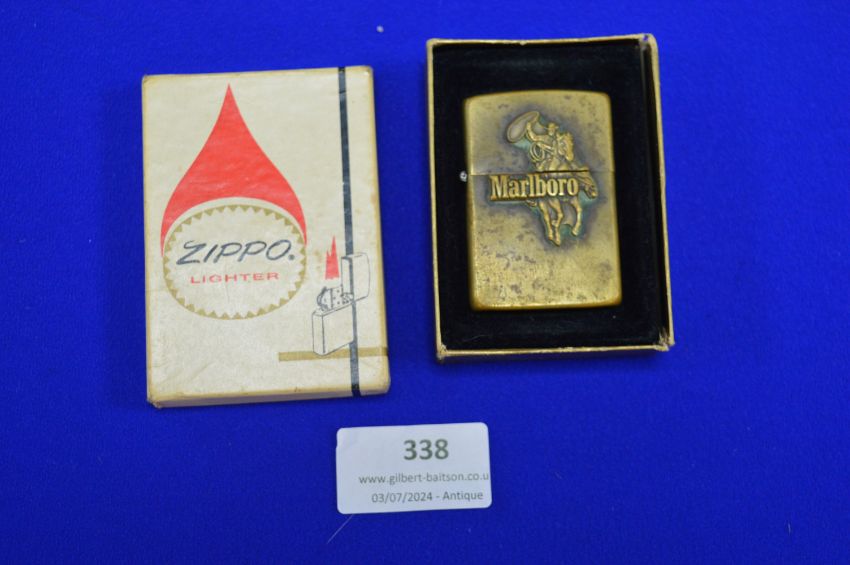 ZIPPO.
LIGHTER
Marlboro
338
www.gilbert-baitson.co.u
03/07/2024 - Antique